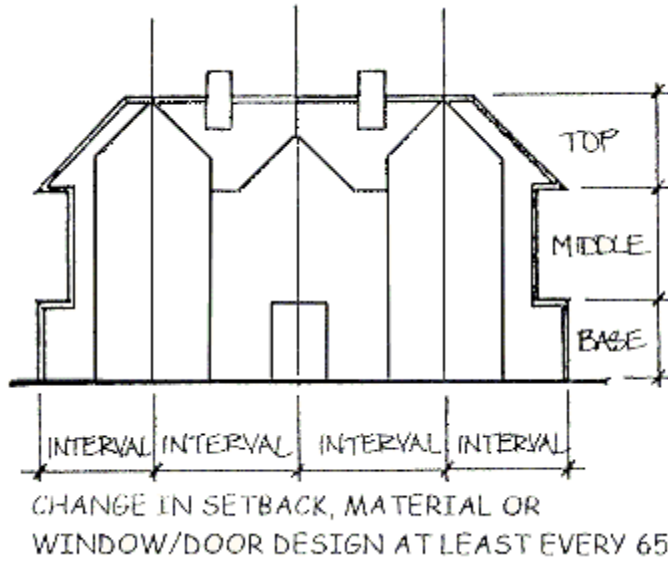 TOP
MIDDLE
BASE
INTERVAL INTERVAL INTERVAL INTERVAL
CHANGE IN SETBACK, MATERIAL OR
WINDOW/DOOR DESIGN AT LEAST EVERY 65